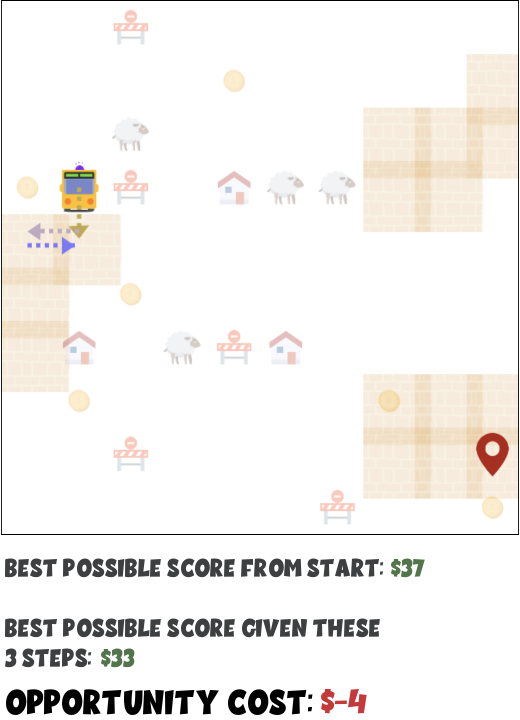 BEST POSSIBLE SCORE FROM START: $37
BEST POSSIBLE SCORE GIVEN THESE
3 STEPS: $33
OPPORTUNITY COST: $-4